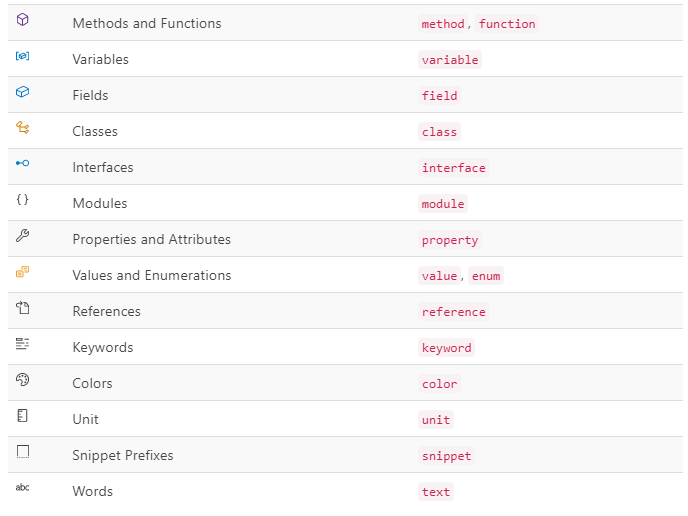 Methods and Functions method, function
Variables variable
Fields field
Classes class
Interfaces interface
{} Modules module
Properties and Attributes property
Values and Enumerations value, enum
References reference
Keywords keyword
Colors color
Unit unit
Snippet Prefixes snippet
abc Words text